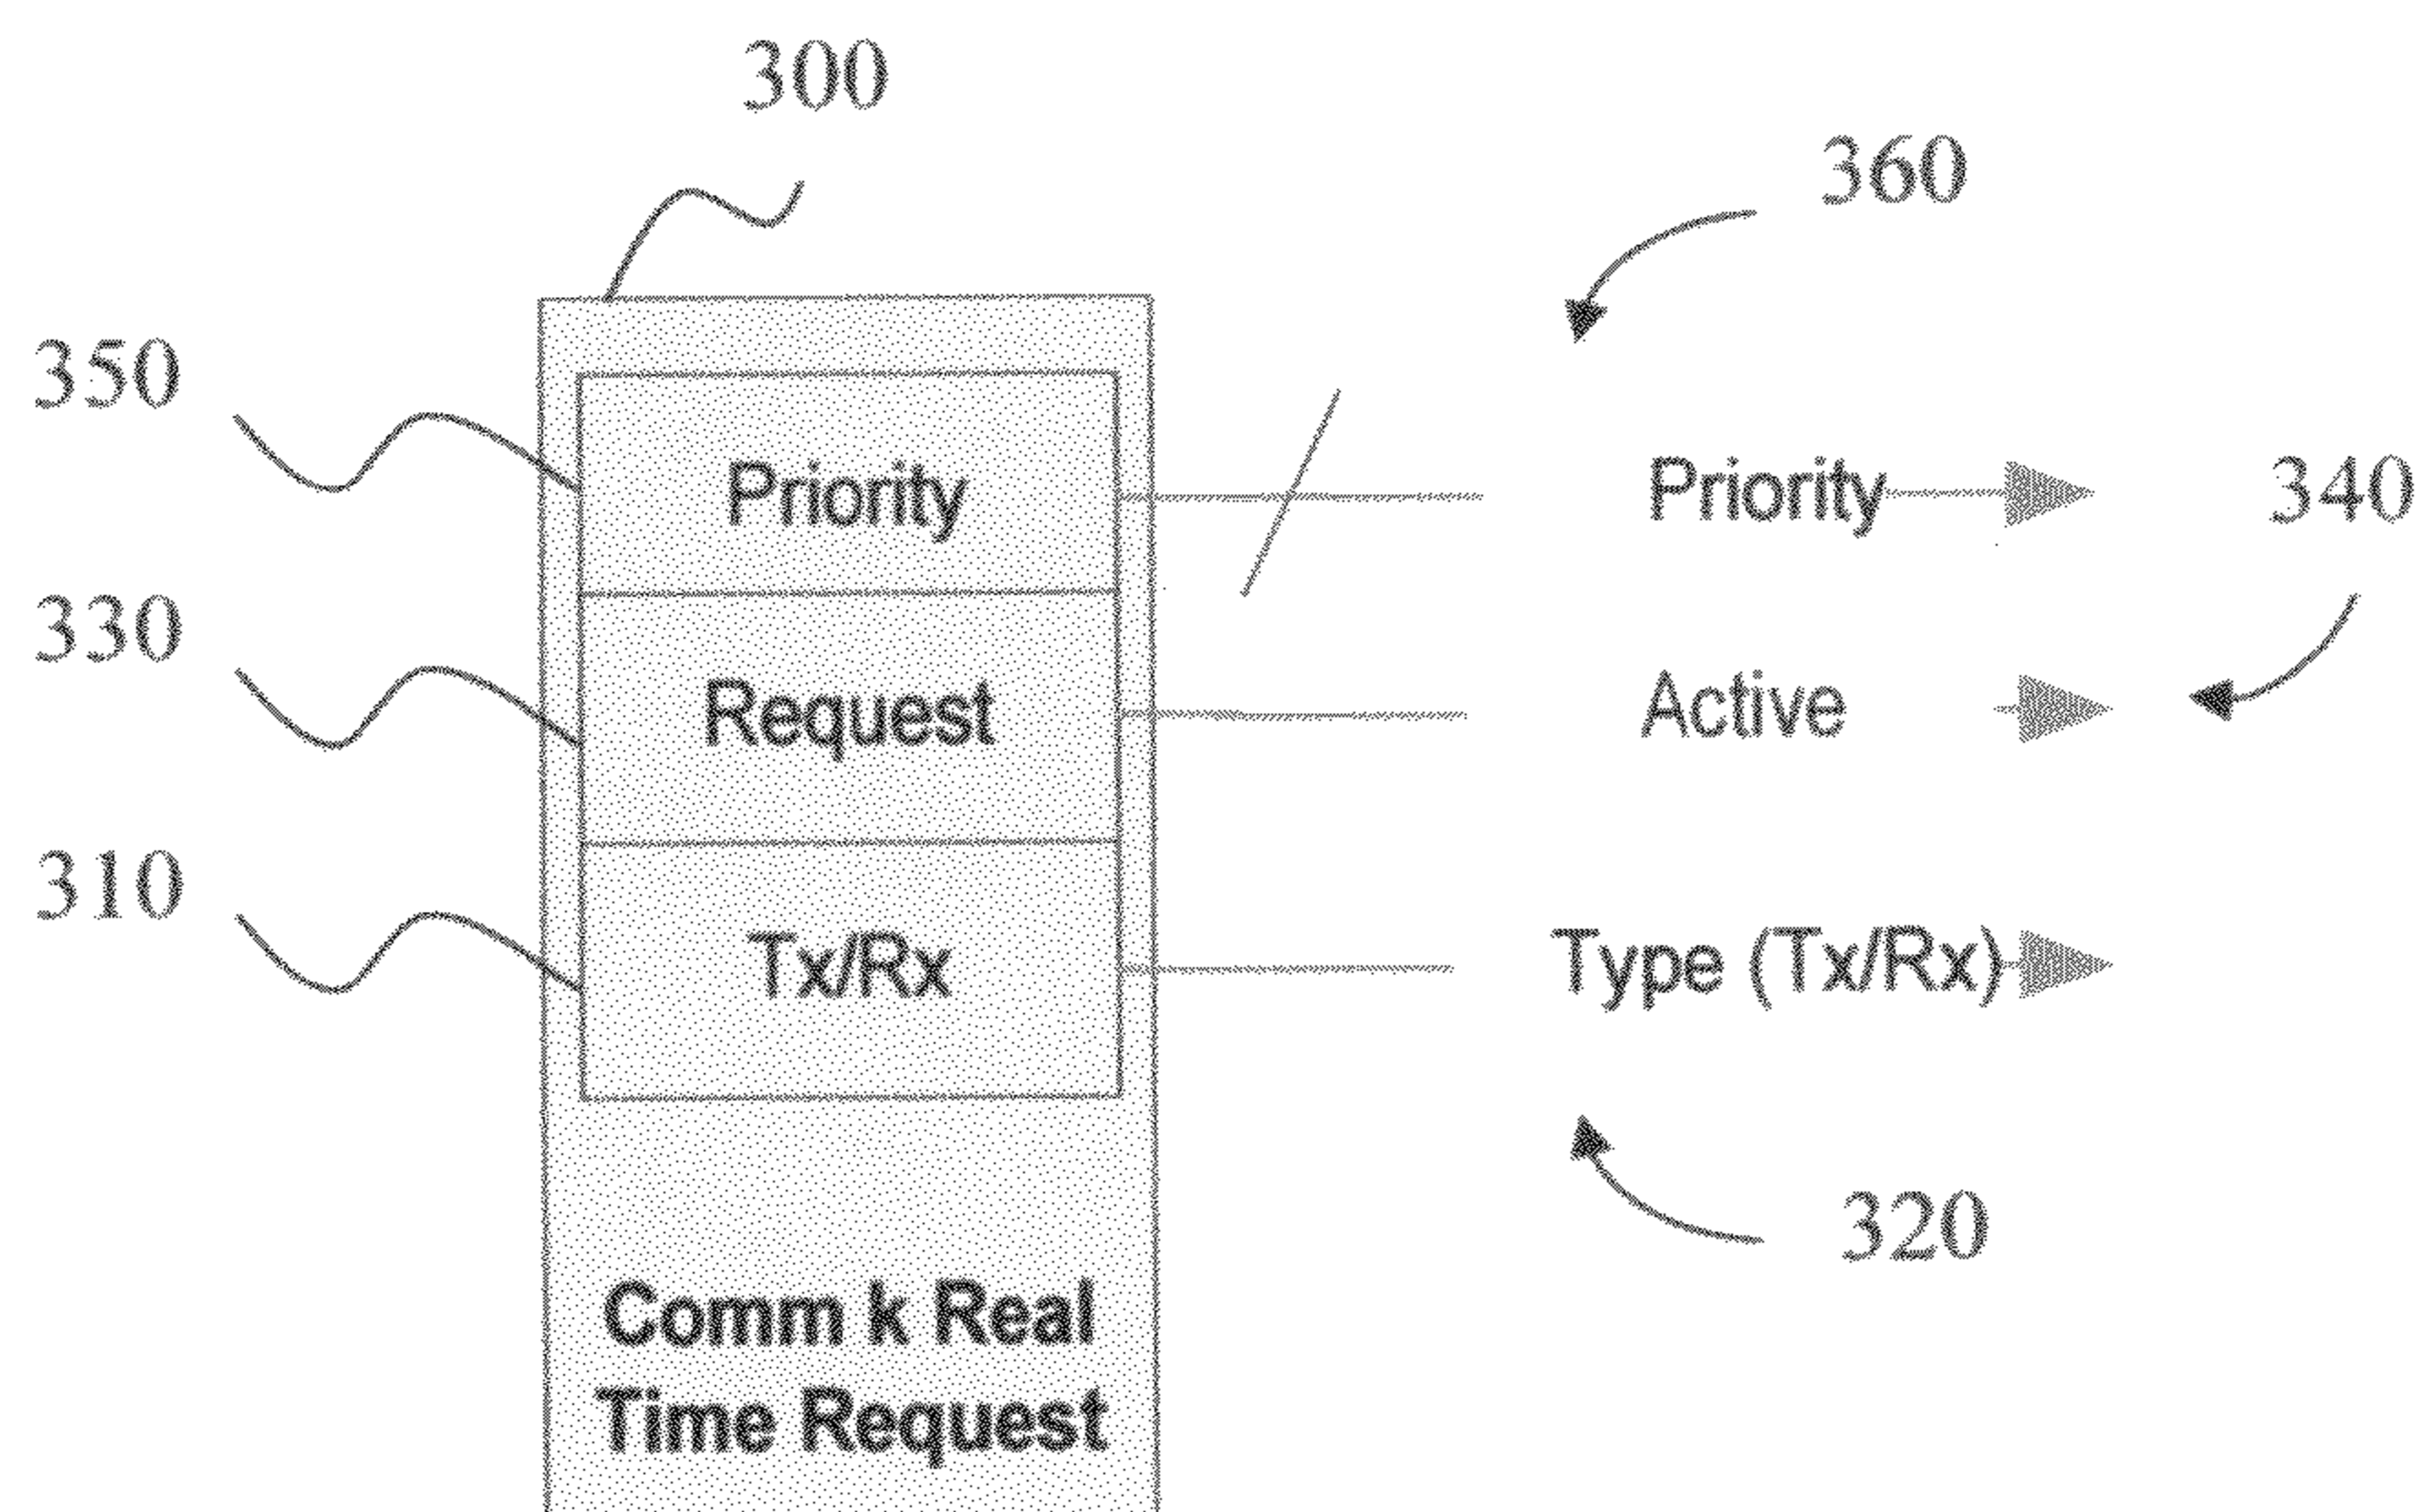 300
360
350
Priority
Priority
340
330
Request
Active
310
Tx/Rx
Type (Tx/Rx)
320
Comm k Real
Time Request